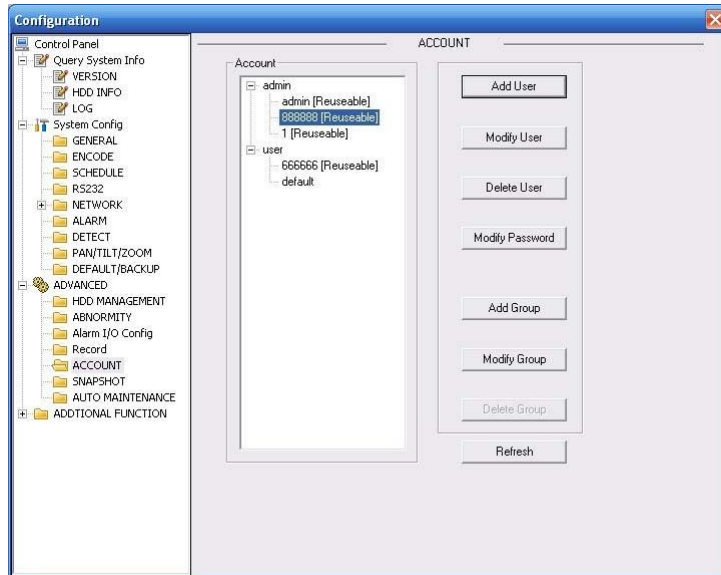 Configuration
Control Panel
Query System Info
VERSION
HDD INFO
LOG
System Config
GENERAL
ENCODE
SCHEDULE
RS232
NETWORK
ALARM
DETECT
PAN/TILT/ZOOM
DEFAULT/BACKUP
ADVANCED
HDD MANAGEMENT
ABNORMITY
Alarm I/O Config
Record
ACCOUNT
SNAPSHOT
AUTO MAINTENANCE
ADDTIONAL FUNCTION
ACCOUNT
Account
admin
admin [Reuseable]
888888 [Reuseable]
1 [Reuseable]
user
666666 [Reuseable]
default
Add User
Modify User
Delete User
Modify Password
Add Group
Modify Group
Delete Group
Refresh